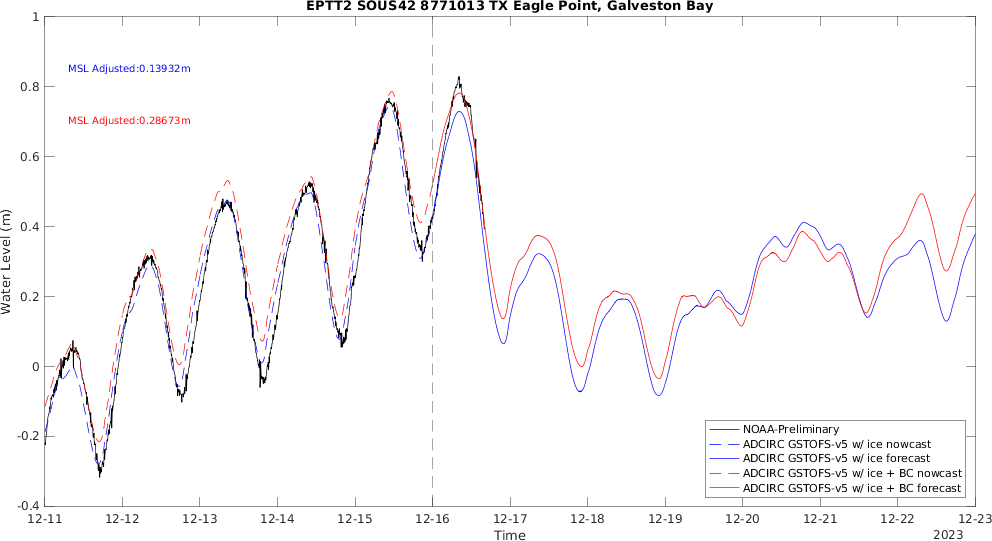 EPTT2 SOUS42 8771013 TX Eagle Point, Galveston Bay
1
MSL Adjusted:0.13932m
0.8
MSL Adjusted:0.28673m
0.6
0.4
Water Level (m)
0.2
0
NOAA-Preliminary
ADCIRC GSTOFS-v5 w/ ice nowcast
-0.2
ADCIRC GSTOFS-v5 w/ ice forecast
ADCIRC GSTOFS-v5 w/ ice + BC nowcast
ADCIRC GSTOFS-v5 w/ ice + BC forecast
-0.4
12-11 12-12 12-13 12-14 12-15 12-16 12-17 12-18 12-19 12-20 12-21 12-22 12-23
Time
2023